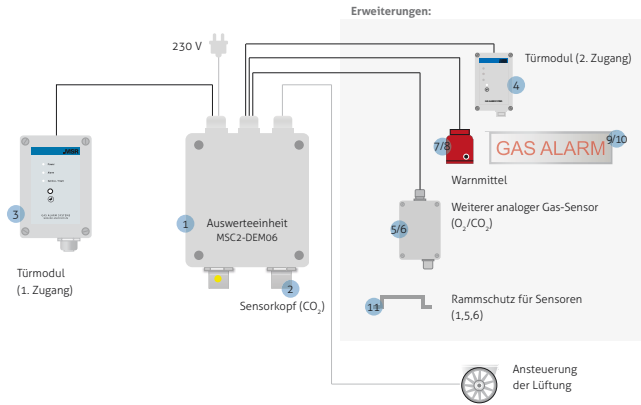 Erweiterungen:
230 V
Türmodul (2. Zugang)
4
7/8
GAS ALARM
9/10
Warnmittel
MSR
3
1
Auswerteeinheit
MSC2-DEM06
5/6
Weiterer analoger Gas-Sensor
(O₂/CO₂)
2
Sensorkopf (CO₂)
Türmodul
(1. Zugang)
11
Rammschutz für Sensoren
(1,5,6)
Ansteuerung
der Lüftung